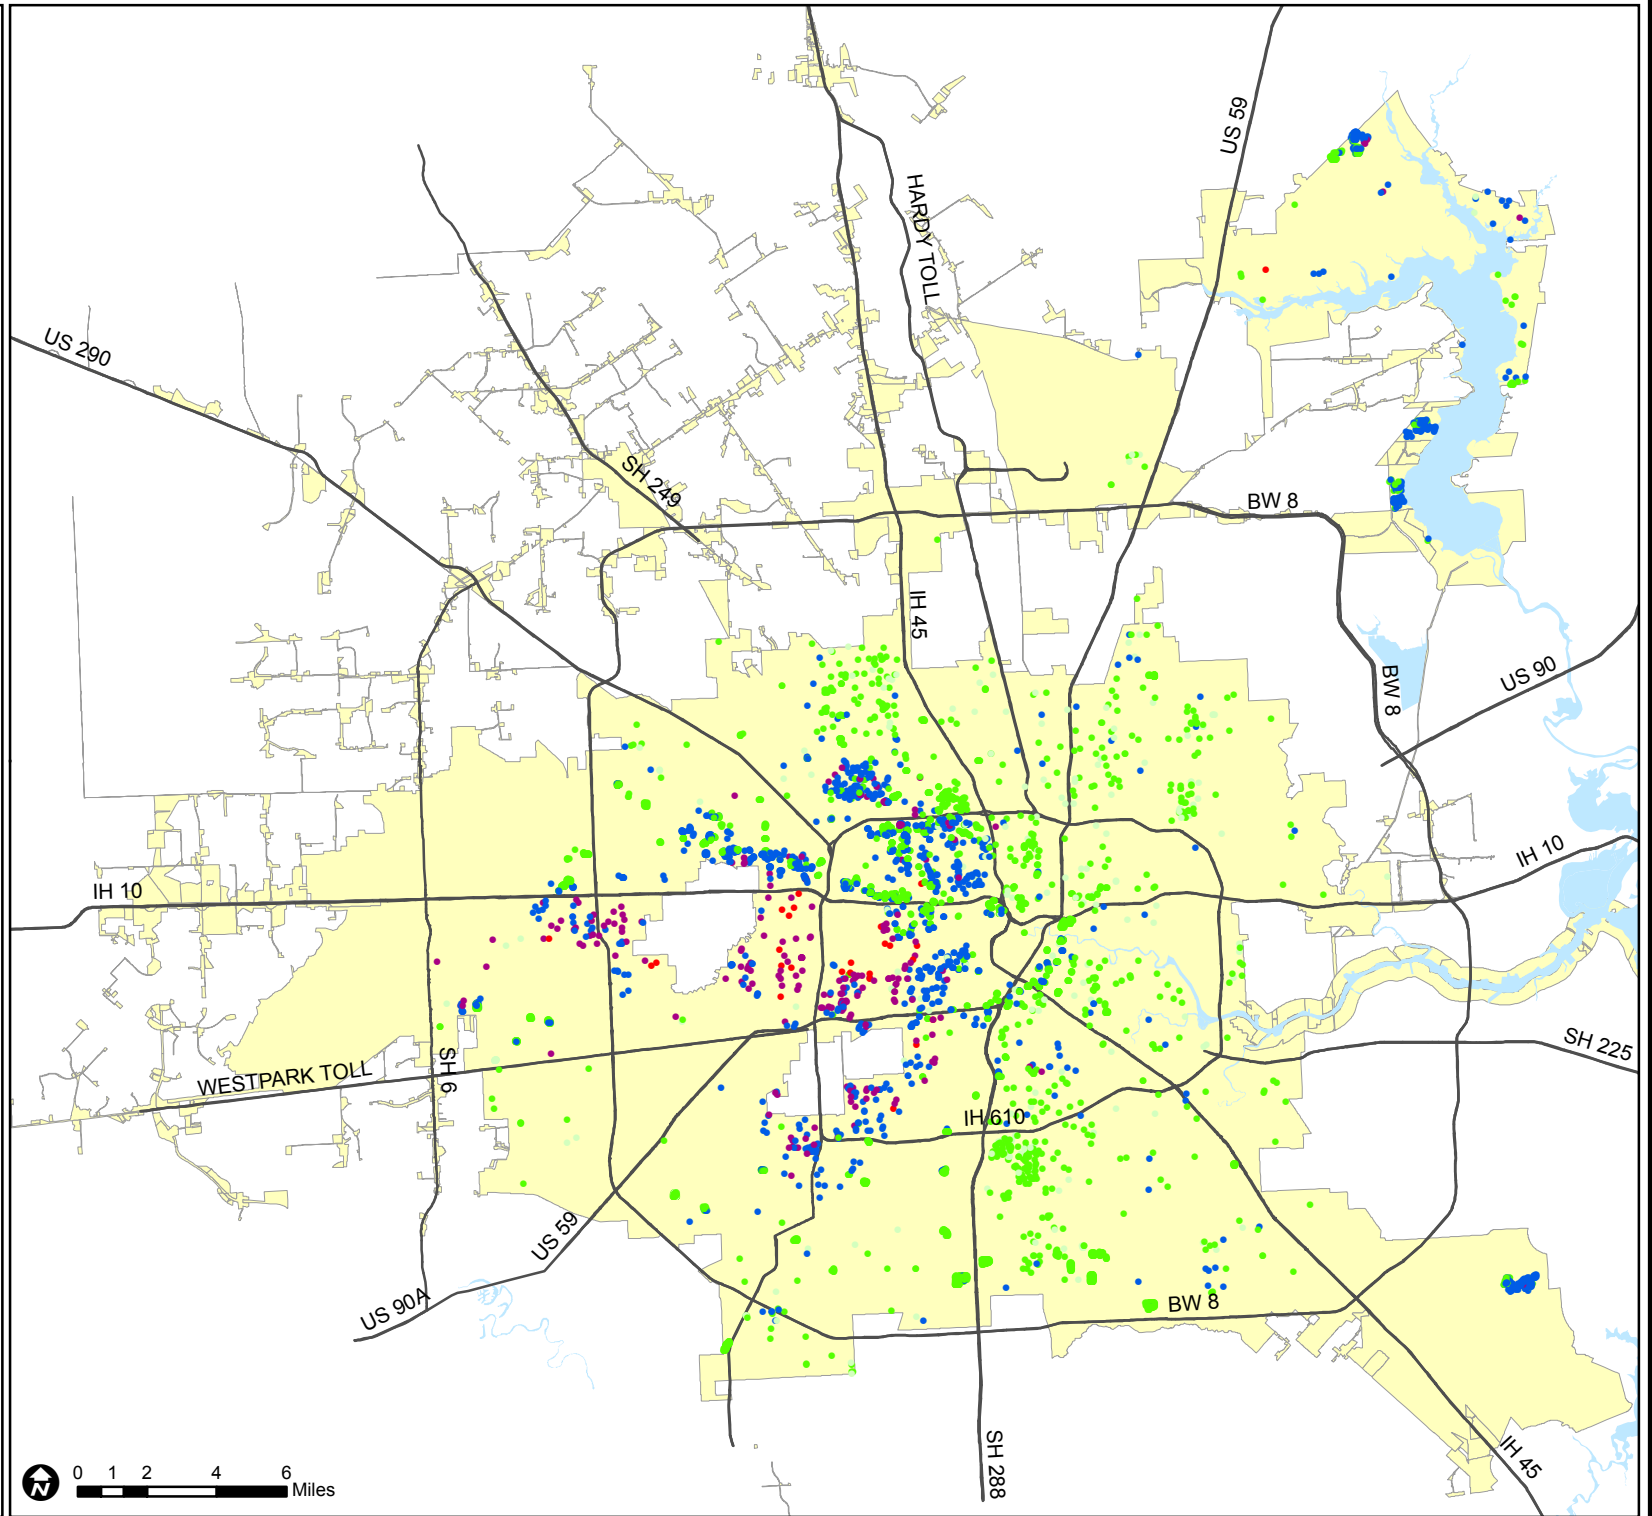 US 59
HARDY TOLL
US 290
SH 249
BW 8
IH 45
BW 8
US 90
IH 10
IH 10
SH 225
SH 6
WESTPARK TOLL
IH 610
US 59
US 90A
BW 8
SH 288
IH 45
N
0 1 2 4 6
Miles